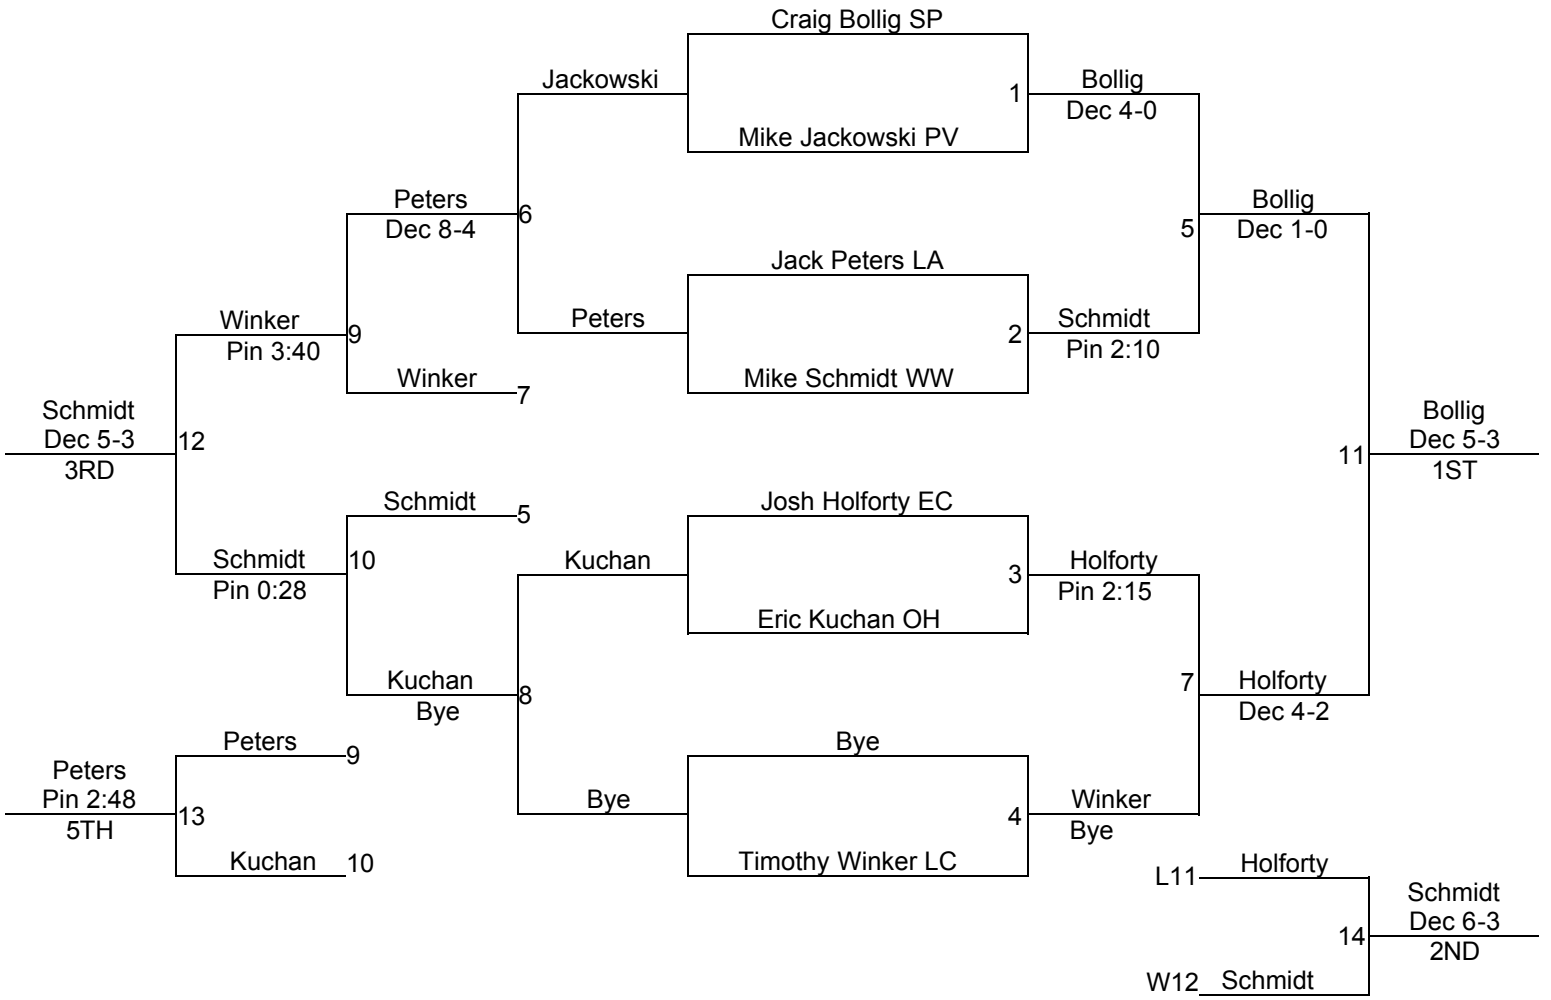 Craig Bollig SP
Jackowski
1
Bollig
Dec 4-0
Mike Jackowski PV
Peters
Dec 8-4
6
5
Bollig
Dec 1-0
Jack Peters LA
Winker
Pin 3:40
9
Peters
2
Schmidt
Pin 2:10
Winker
7
Mike Schmidt WW
Schmidt
Dec 5-3
3RD
12
11
Bollig
Dec 5-3
1ST
Schmidt
5
Josh Holforty EC
Schmidt
Pin 0:28
10
Kuchan
3
Holforty
Pin 2:15
Eric Kuchan OH
Kuchan
Bye
8
7
Holforty
Dec 4-2
Peters
9
Bye
Peters
Pin 2:48
5TH
13
Bye
4
Winker
Bye
Kuchan
10
Timothy Winker LC
L11
Holforty
14
Schmidt
Dec 6-3
2ND
W12
Schmidt